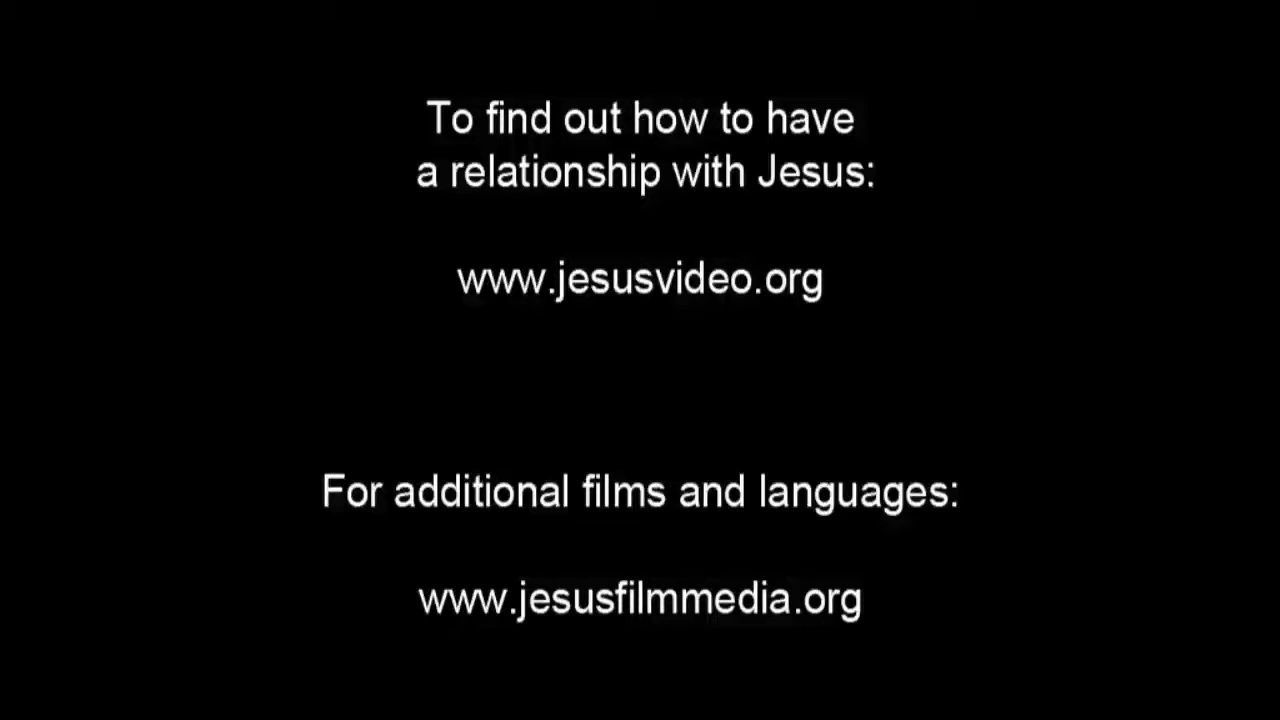 To find out how to have
a relationship with Jesus:
www.jesusvideo.org
For additional films and languages:
www.jesusfilmmedia.org